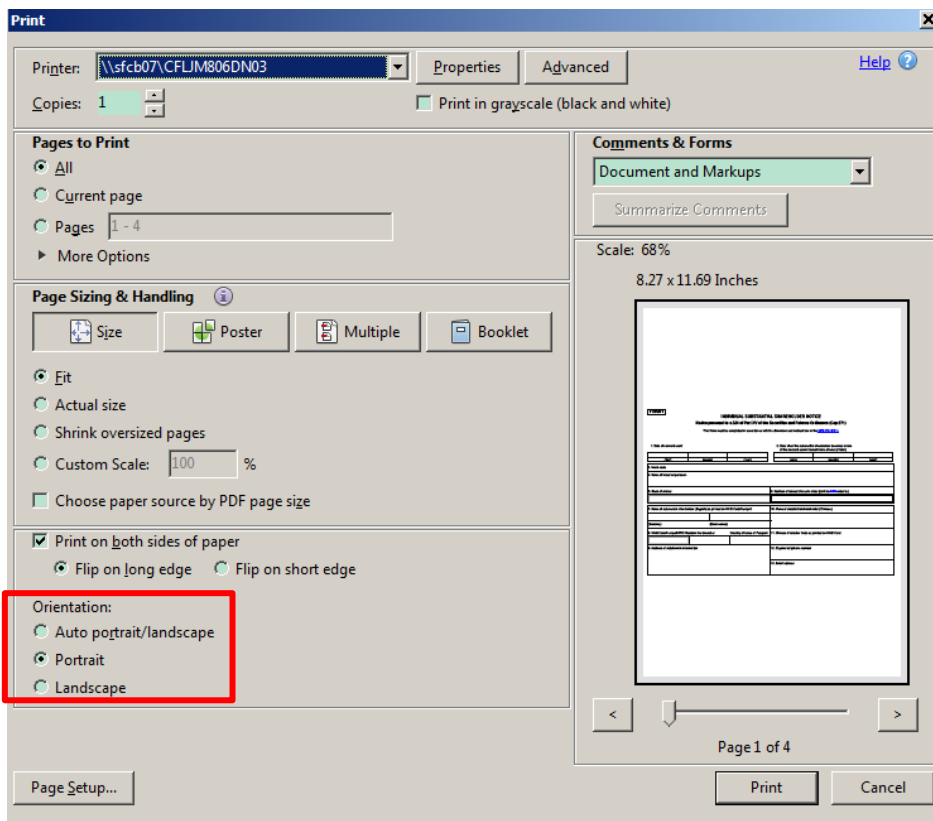 Print
Printer: \\sfcb07\CFLJM806DN03 Properties Advanced Help
Copies: 1 Print in grayscale (black and white)
Pages to Print
All
Current page
Pages 1 - 4
More Options
Comments & Forms
Document and Markups
Summarize Comments
Page Sizing & Handling
Size Poster Multiple Booklet
Fit
Actual size
Shrink oversized pages
Custom Scale: 100 %
Choose paper source by PDF page size
Print on both sides of paper
Flip on long edge Flip on short edge
Orientation:
Auto portrait/landscape
Portrait
Landscape
Scale: 68%
8.27 x 11.69 Inches
INDIVIDUAL SUBSTANTIAL SHAREHOLDER NOTICE
< >
Page 1 of 4
Page Setup... Print Cancel